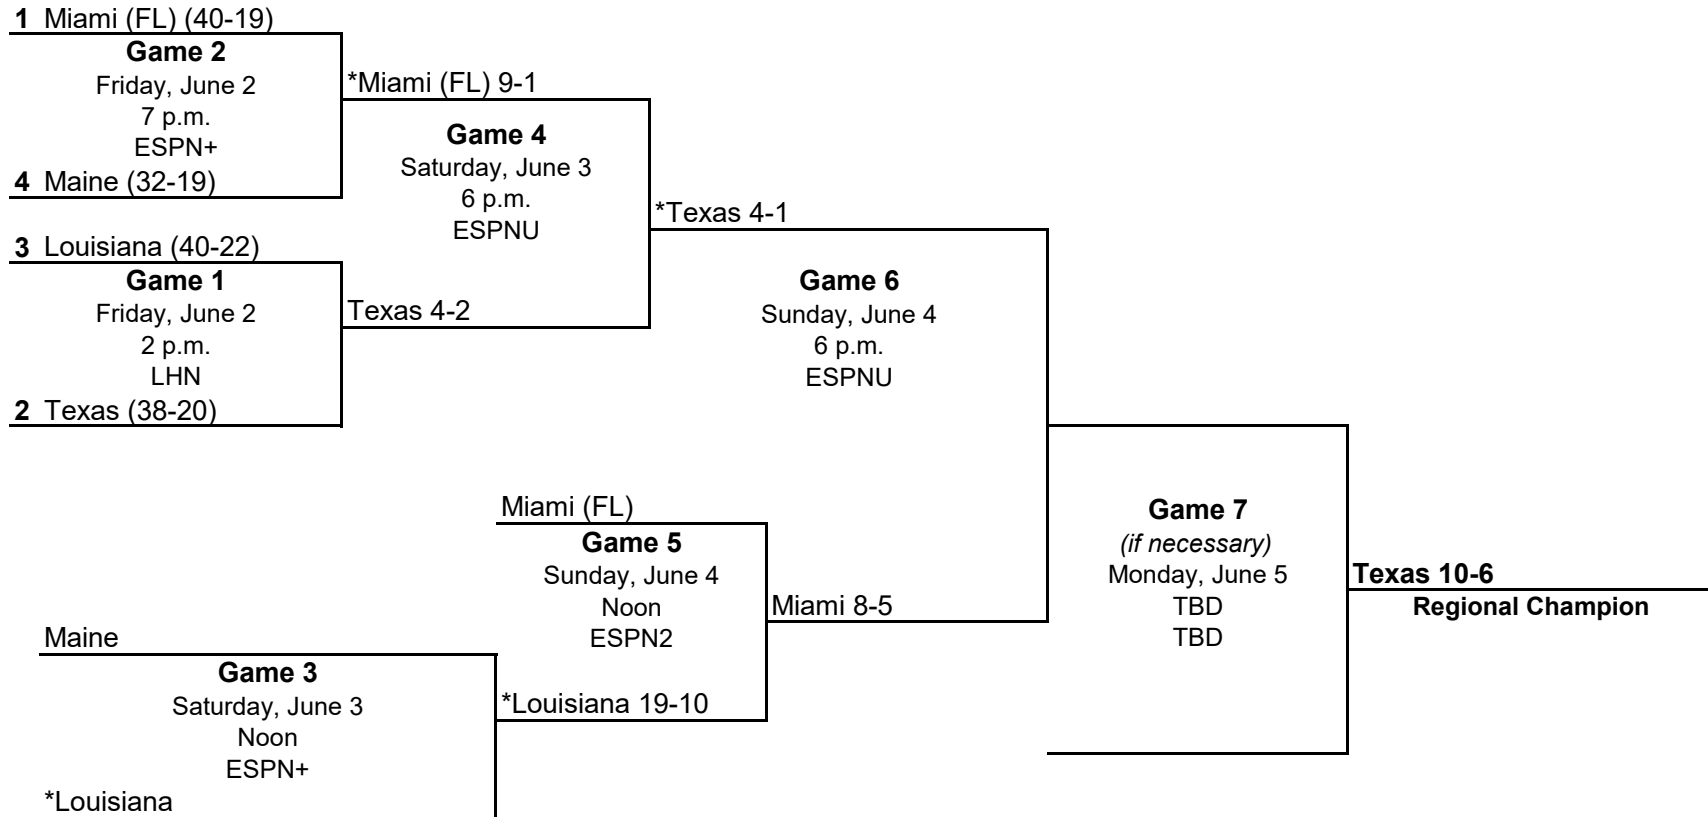 1 Miami (FL) (40-19)
Game 2
Friday, June 2
7 p.m.
ESPN+
4 Maine (32-19)
*Miami (FL) 9-1
Game 4
Saturday, June 3
6 p.m.
ESPNU
3 Louisiana (40-22)
Game 1
Friday, June 2
2 p.m.
LHN
2 Texas (38-20)
Texas 4-2
*Texas 4-1
Game 6
Sunday, June 4
6 p.m.
ESPNU
Miami (FL)
Game 5
Sunday, June 4
Noon
ESPN2
Miami 8-5
Maine
Game 3
Saturday, June 3
Noon
ESPN+
*Louisiana
*Louisiana 19-10
Game 7
(if necessary)
Monday, June 5
TBD
TBD
Texas 10-6
Regional Champion